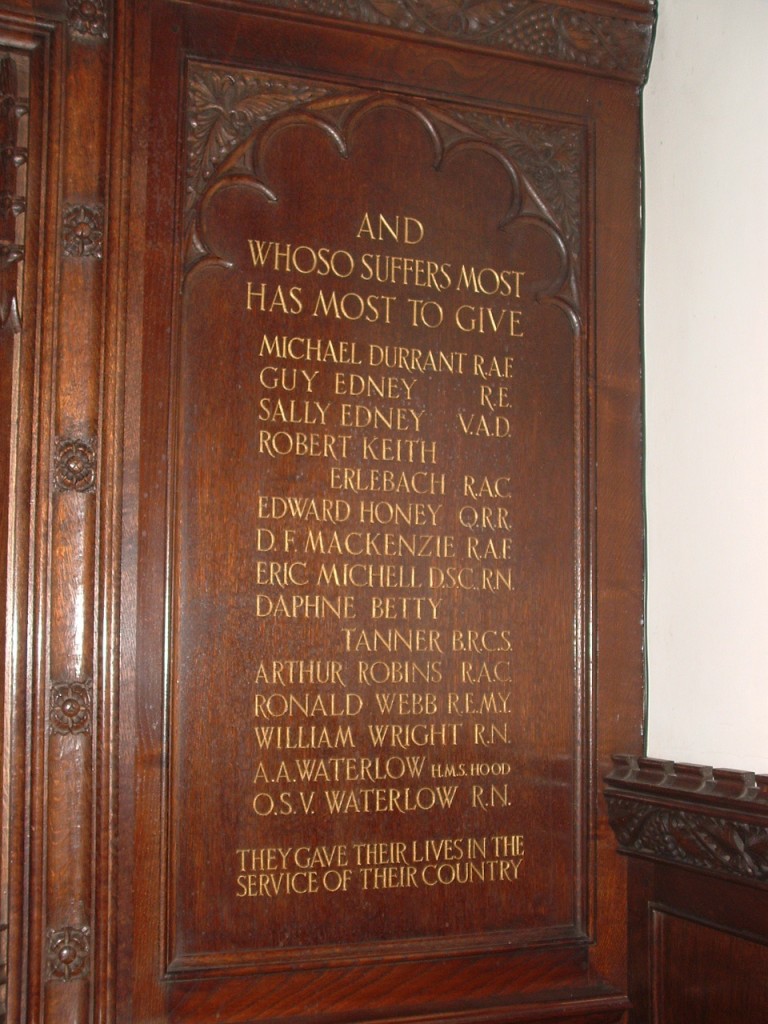 AND
WHOSO SUFFERS MOST
HAS MOST TO GIVE
MICHAEL DURRANT R.A.F.
GUY EDNEY R.E.
SALLY EDNEY V.A.D.
ROBERT KEITH
ERLEBACH R.A.C.
EDWARD HONEY Q.R.R.
D.F. MACKENZIE R.A.F.
ERIC MICHELL D.S.C., R.N.
DAPHNE BETTY
TANNER B.R.C.S.
ARTHUR ROBINS R.A.C.
RONALD WEBB R.E.M.Y.
WILLIAM WRIGHT R.N.
A.A. WATERLOW H.M.S. HOOD
O.S.V. WATERLOW R.N.
THEY GAVE THEIR LIVES IN THE
SERVICE OF THEIR COUNTRY